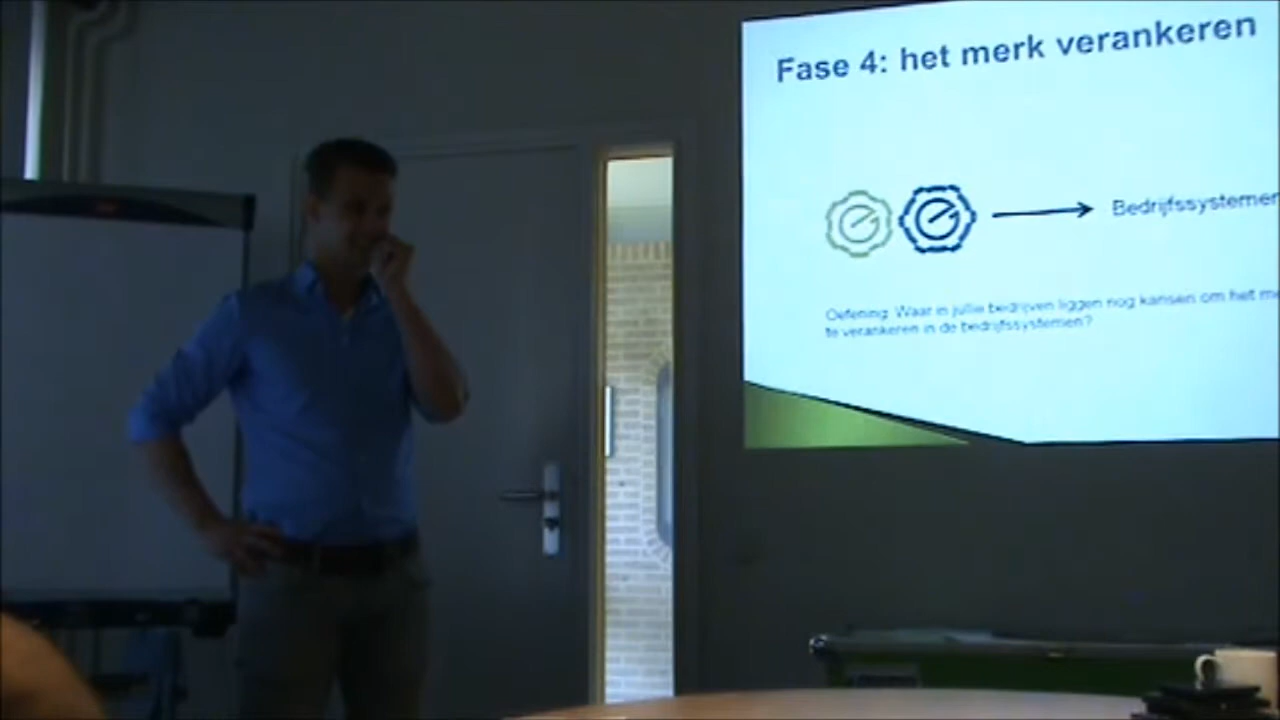 Fase 4: het merk verankeren
Bedrijfssystemen
Oefening: Waar in jullie bedrijven liggen nog kansen om het me
te verankeren in de bedrijfssystemen?